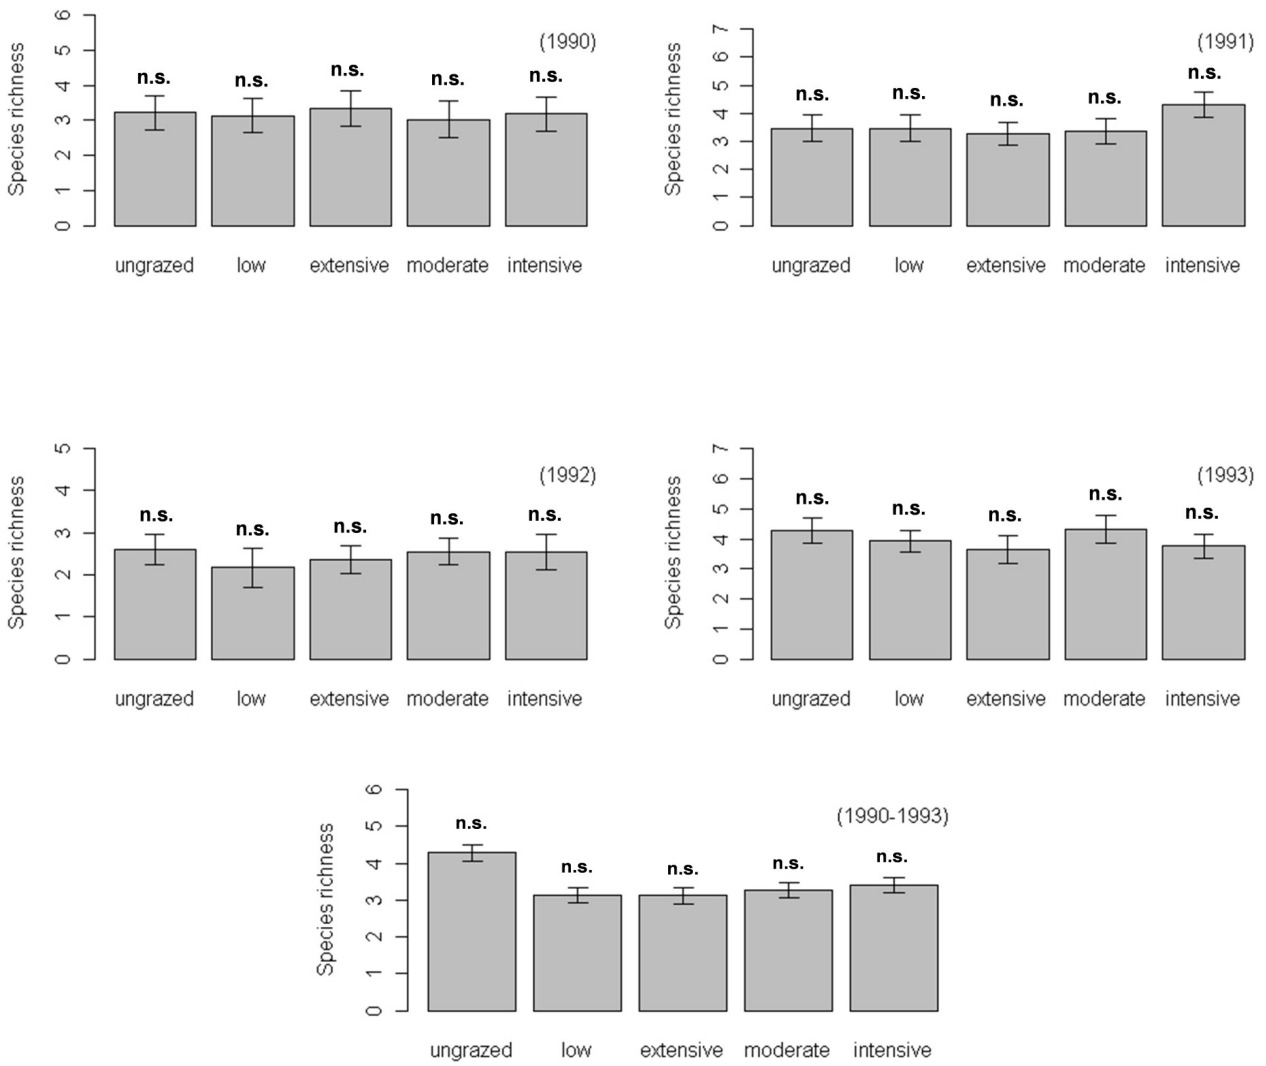 (1990)
Species richness
6
5
4
3
2
1
0
n.s. n.s. n.s. n.s. n.s.
ungrazed low extensive moderate intensive
(1991)
Species richness
7
6
5
4
3
2
1
0
n.s. n.s. n.s. n.s. n.s.
ungrazed low extensive moderate intensive
(1992)
Species richness
5
4
3
2
1
0
n.s. n.s. n.s. n.s. n.s.
ungrazed low extensive moderate intensive
(1993)
Species richness
7
6
5
4
3
2
1
0
n.s. n.s. n.s. n.s. n.s.
ungrazed low extensive moderate intensive
(1990-1993)
Species richness
6
5
4
3
2
1
0
n.s. n.s. n.s. n.s. n.s.
ungrazed low extensive moderate intensive